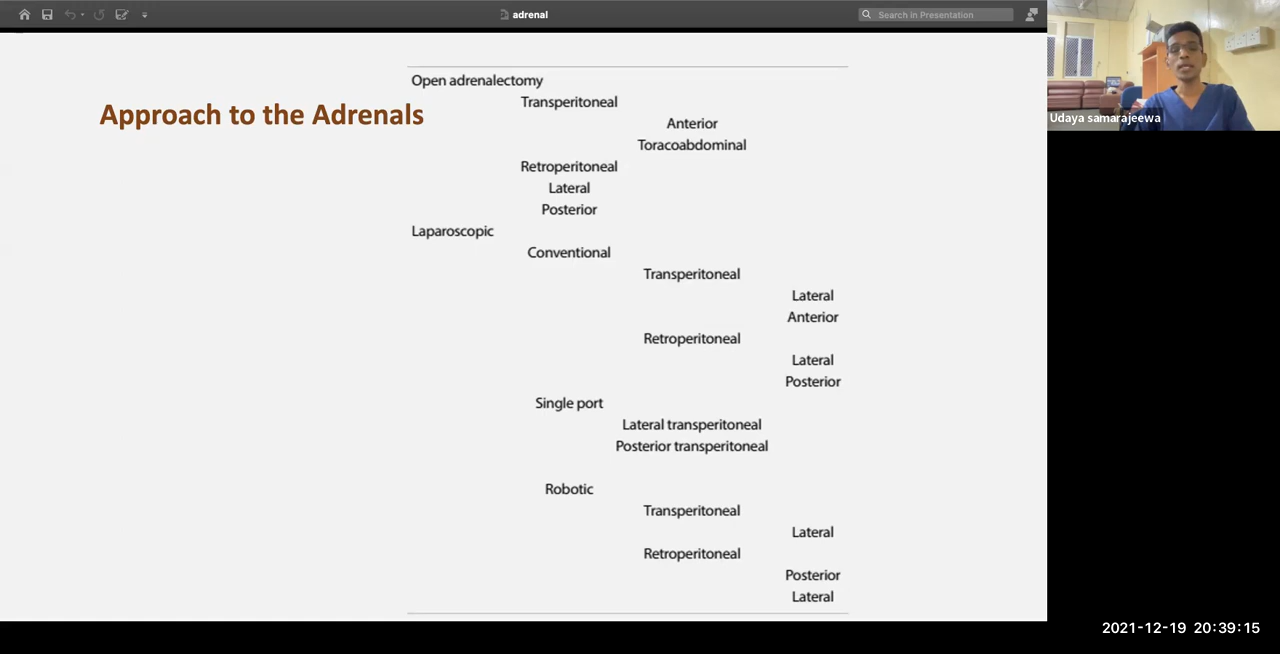 adrenal
Search in Presentation
Approach to the Adrenals
Open adrenalectomy
Transperitoneal
Anterior
Toracoabdominal
Retroperitoneal
Lateral
Posterior
Laparoscopic
Conventional
Transperitoneal
Lateral
Anterior
Retroperitoneal
Lateral
Posterior
Single port
Lateral transperitoneal
Posterior transperitoneal
Robotic
Transperitoneal
Lateral
Retroperitoneal
Posterior
Lateral
Udaya samarajeewa
2021-12-19 20:39:15